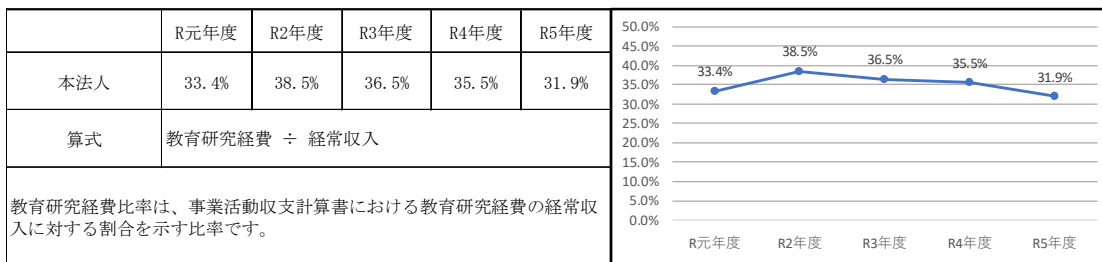 R元年度 R2年度 R3年度 R4年度 R5年度
本法人 33.4% 38.5% 36.5% 35.5% 31.9%
算式 教育研究経費 ÷ 経常収入
教育研究経費比率は、事業活動収支計算書における教育研究経費の経常収
入に対する割合を示す比率です。
50.0%
45.0%
40.0%
35.0%
30.0%
25.0%
20.0%
15.0%
10.0%
5.0%
0.0%
33.4% 38.5% 36.5% 35.5% 31.9%
R元年度 R2年度 R3年度 R4年度 R5年度